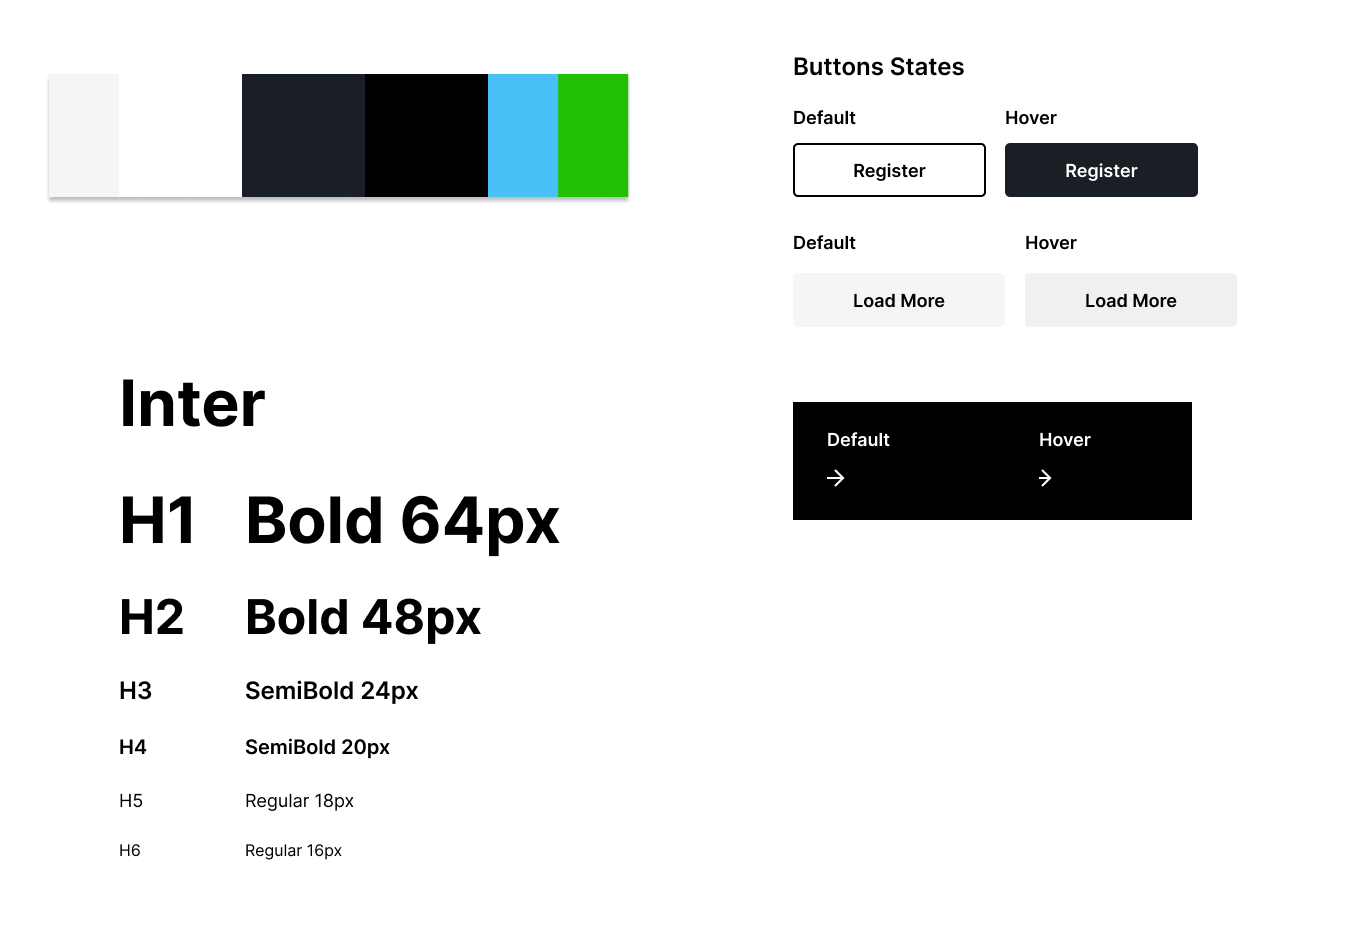 Buttons States
Default Hover
Register Register
Default Hover
Load More Load More
Inter
Default Hover
H1 Bold 64px
H2 Bold 48px
H3 SemiBold 24px
H4 SemiBold 20px
H5 Regular 18px
H6 Regular 16px